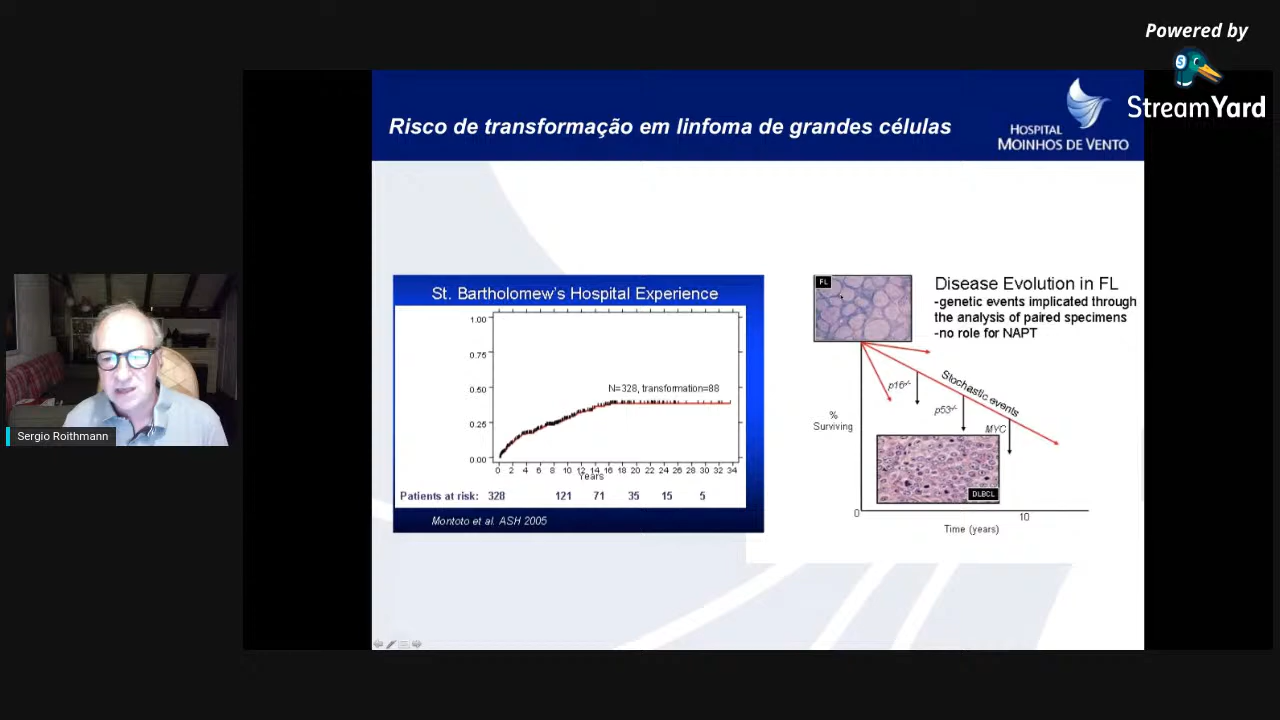 Powered by
StreamYard
Risco de transformação em linfoma de grandes células
HOSPITAL
MOINHOS DE VENTO
Sergio Roithmann
St. Bartholomew's Hospital Experience
1.00
0.75
0.50
0.25
0.00
N=328, transformation=88
0 2 4 6 8 10 12 14 16 18 20 22 24 26 28 30 32 34
Years
Patients at risk: 328 121 71 35 15 5
Montoto et al. ASH 2005
FL
Disease Evolution in FL
-genetic events implicated through
the analysis of paired specimens
-no role for NAPT
Stochastic events
p16-/-
p53-/-
MYC
%
Surviving
DLBCL
0
10
Time (years)